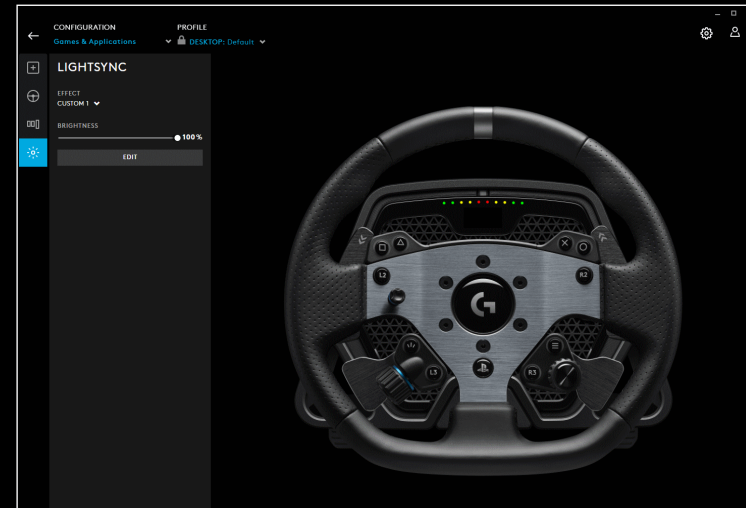 CONFIGURATION
Games & Applications
PROFILE
DESKTOP: Default
LIGHTSYNC
EFFECT
CUSTOM 1
BRIGHTNESS
100%
EDIT
L2
R2
L3
R3